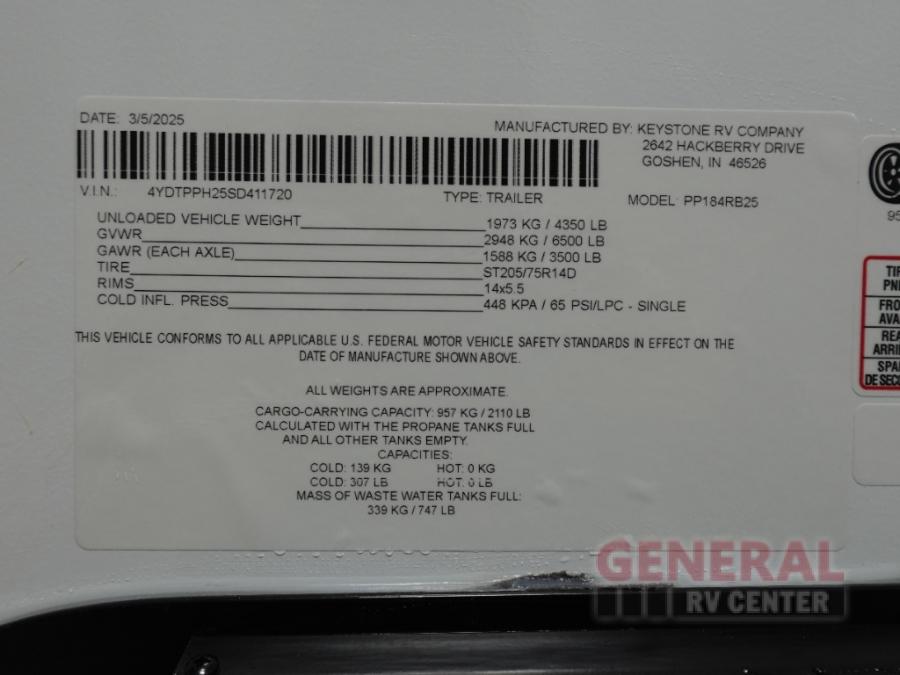 DATE: 3/5/2025
MANUFACTURED BY: KEYSTONE RV COMPANY
2642 HACKBERRY DRIVE
GOSHEN, IN 46526
V.I.N.: 4YDTPPH25SD411720 TYPE: TRAILER MODEL: PP184RB25
UNLOADED VEHICLE WEIGHT 1973 KG / 4350 LB
GVWR 2948 KG / 6500 LB
GAWR (EACH AXLE) 1588 KG / 3500 LB
TIRE ST205/75R14D
RIMS 14x5.5
COLD INFL. PRESS 448 KPA / 65 PSI/LPC - SINGLE
THIS VEHICLE CONFORMS TO ALL APPLICABLE U.S. FEDERAL MOTOR VEHICLE SAFETY STANDARDS IN EFFECT ON THE
DATE OF MANUFACTURE SHOWN ABOVE.
ALL WEIGHTS ARE APPROXIMATE.
CARGO-CARRYING CAPACITY: 957 KG / 2110 LB
CALCULATED WITH THE PROPANE TANKS FULL
AND ALL OTHER TANKS EMPTY.
CAPACITIES:
COLD: 139 KG HOT: 0 KG
COLD: 307 LB HOT: 0 LB
MASS OF WASTE WATER TANKS FULL:
339 KG / 747 LB
GENERAL
RV CENTER